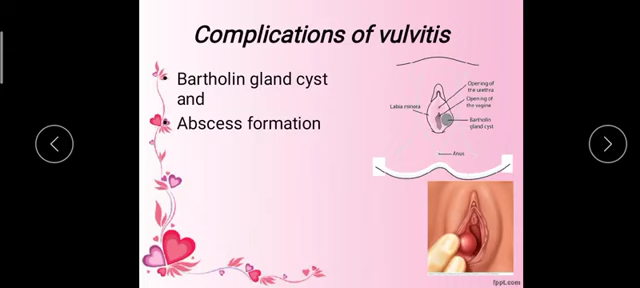 Complications of vulvitis
Bartholin gland cyst
and
Abscess formation
Opening of
the urethra
Opening of
the vagina
Labia minora
Bartholin
gland cyst
Anus
fppt.com